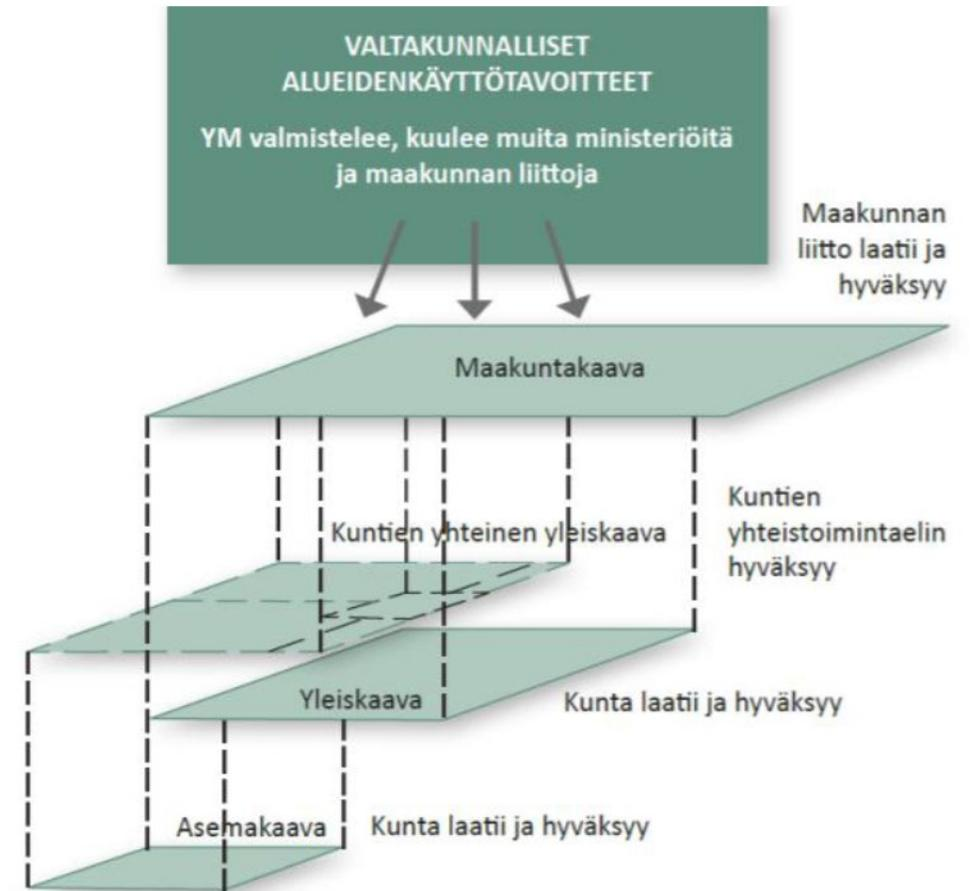 VALTAKUNNALLISET
ALUEIDENKÄYTTÖTAVOITTEET
YM valmistelee, kuulee muita ministeriöitä
ja maakunnan liittoja
Maakunnan
liitto laatii ja
hyväksyy
Maakuntakaava
Kuntien yhteinen yleiskaava
Kuntien
yhteistoimintaelin
hyväksyy
Yleiskaava
Kunta laatii ja hyväksyy
Asemakaava
Kunta laatii ja hyväksyy